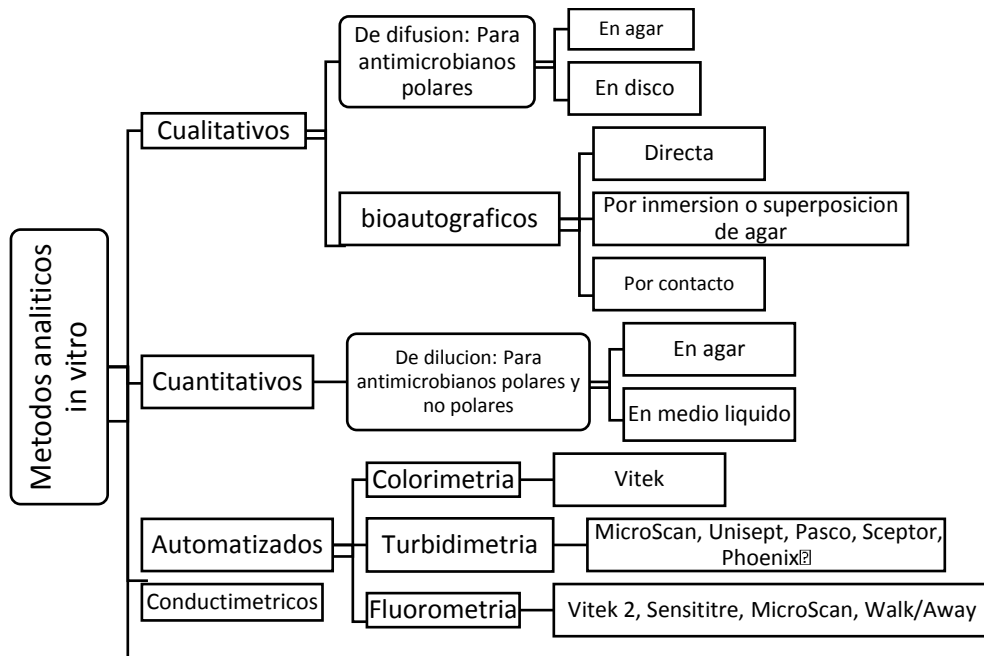 Metodos analiticos
in vitro
Cualitativos
De difusion: Para
antimicrobianos
polares
En agar
En disco
bioautograficos
Directa
Por inmersion o superposicion
de agar
Por contacto
Cuantitativos
De dilucion: Para
antimicrobianos polares y
no polares
En agar
En medio liquido
Automatizados
Colorimetria
Vitek
Turbidimetria
MicroScan, Unisept, Pasco, Sceptor,
Phoenix
Fluorometria
Vitek 2, Sensititre, MicroScan, Walk/Away
Conductimetricos